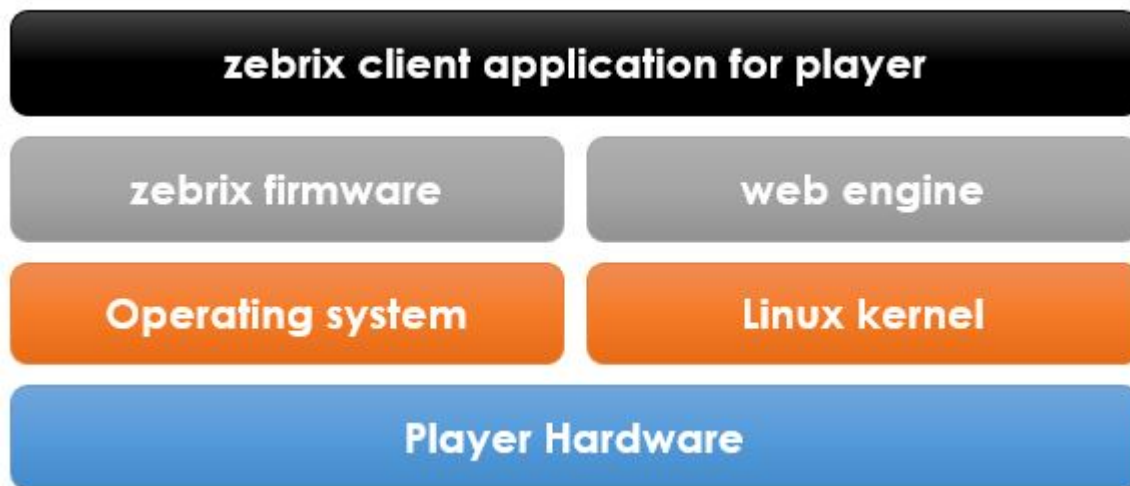 zebrix client application for player
zebrix firmware
web engine
Operating system
Linux kernel
Player Hardware